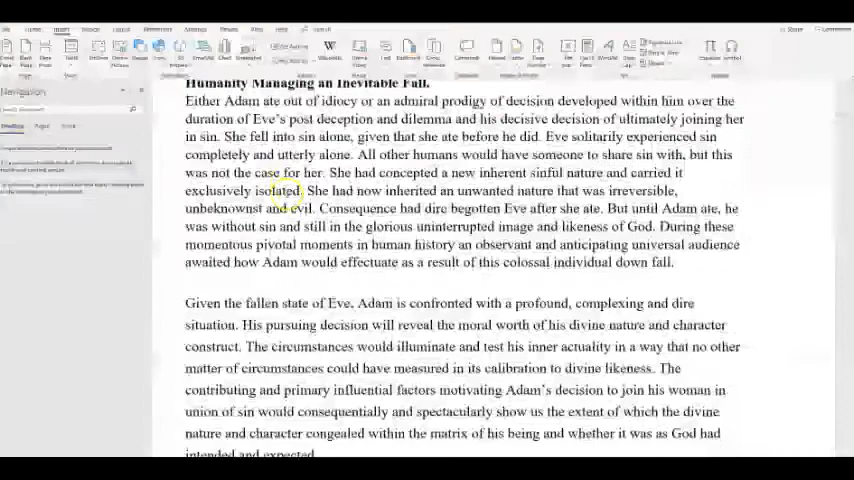 Navigation
Humanity Managing an Inevitable Fall.
Either Adam ate out of idiocy or an admiral prodigy of decision developed within him over the
duration of Eve's post deception and dilemma and his decisive decision of ultimately joining her
in sin. She fell into sin alone, given that she ate before he did. Eve solitarily experienced sin
completely and utterly alone. All other humans would have someone to share sin with, but this
was not the case for her. She had concepted a new inherent sinful nature and carried it
exclusively isolated. She had now inherited an unwanted nature that was irreversible,
unbeknownst and evil. Consequence had dire begotten Eve after she ate. But until Adam ate, he
was without sin and still in the glorious uninterrupted image and likeness of God. During these
momentous pivotal moments in human history an observant and anticipating universal audience
awaited how Adam would effectuate as a result of this colossal individual down fall.
Given the fallen state of Eve, Adam is confronted with a profound, complexing and dire
situation. His pursuing decision will reveal the moral worth of his divine nature and character
construct. The circumstances would illuminate and test his inner actuality in a way that no other
matter of circumstances could have measured in its calibration to divine likeness. The
contributing and primary influential factors motivating Adam's decision to join his woman in
union of sin would consequentially and spectacularly show us the extent of which the divine
nature and character congealed within the matrix of his being and whether it was as God had
intended and expected.